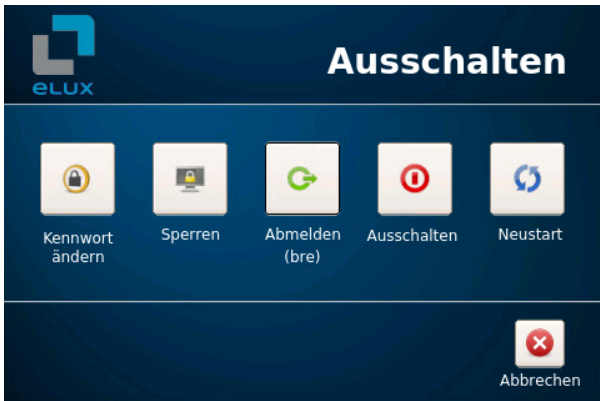 eLUX
Ausschalten
Kennwort
ändern
Sperren
Abmelden
(bre)
Ausschalten
Neustart
Abbrechen